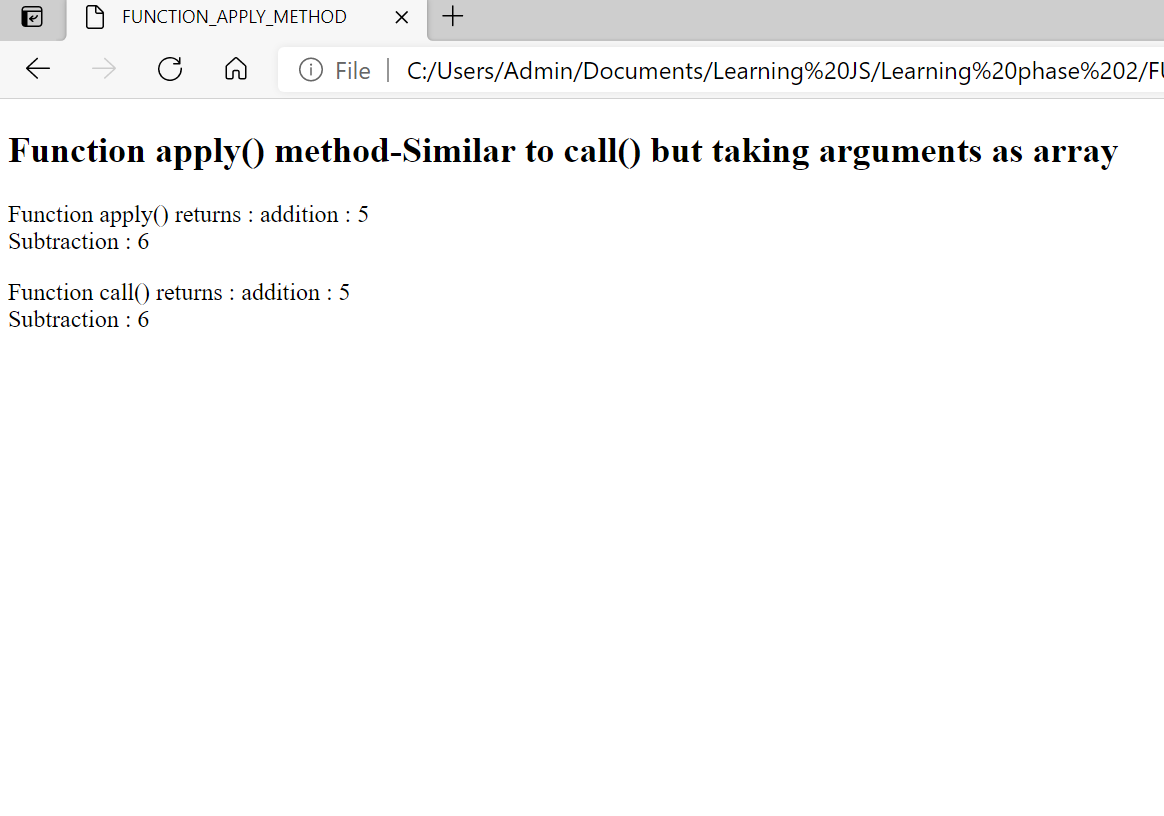 FUNCTION_APPLY_METHOD
File | C:/Users/Admin/Documents/Learning%20JS/Learning%20phase%202/FU
Function apply() method-Similar to call() but taking arguments as array
Function apply() returns : addition : 5
Subtraction : 6
Function call() returns : addition : 5
Subtraction : 6